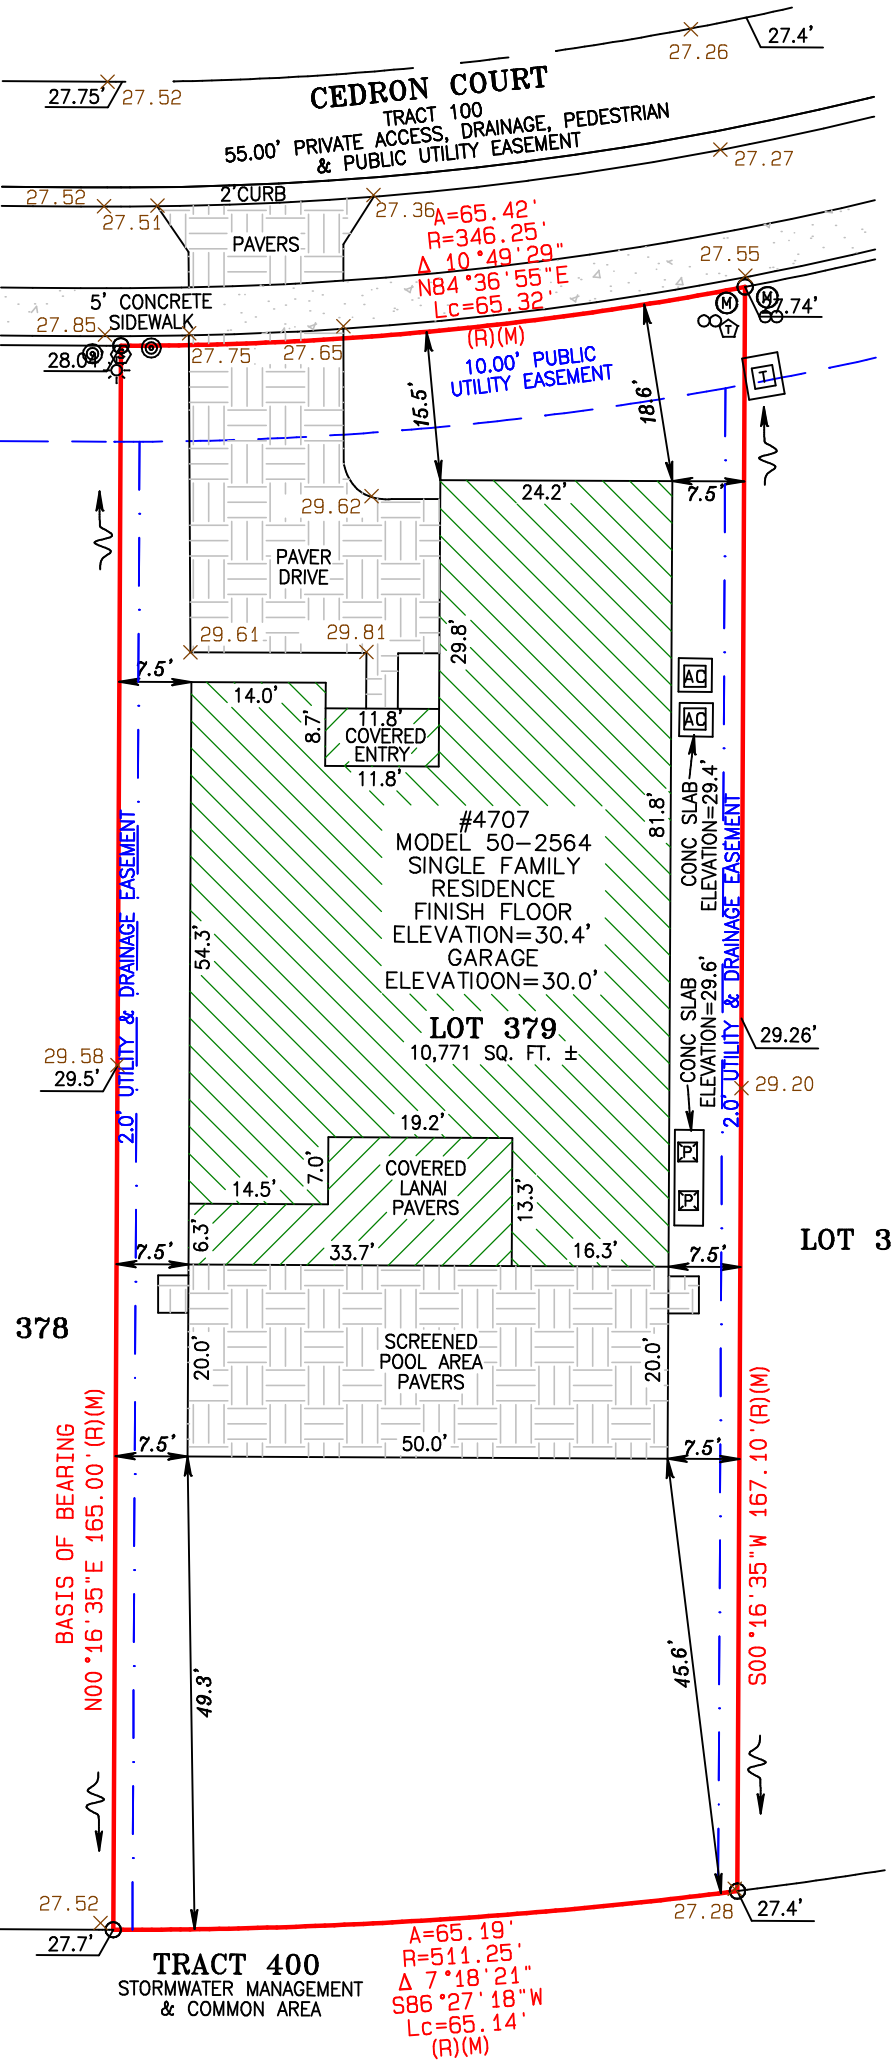 27.4'
27.26
27.75'
27.52
CEDRON COURT
TRACT 100
55.00' PRIVATE ACCESS, DRAINAGE, PEDESTRIAN
& PUBLIC UTILITY EASEMENT
27.27
27.52
27.51
2'CURB
27.36
PAVERS
A=65.42'
R=346.25'
Δ 10°49'29"
N84°36'55"E
Lc=65.32'
(R)(M)
27.55
M
M
.74'
5' CONCRETE
SIDEWALK
27.85
28.04'
27.75
27.65
10.00' PUBLIC
UTILITY EASEMENT
T
15.5'
18.6'
24.2'
7.5'
29.62
PAVER
DRIVE
29.61
29.81
29.8'
7.5'
14.0'
8.7'
11.8'
COVERED
ENTRY
11.8'
AC
AC
CONC SLAB
ELEVATION=29.4'
81.8'
#4707
MODEL 50-2564
SINGLE FAMILY
RESIDENCE
FINISH FLOOR
ELEVATION=30.4'
GARAGE
ELEVATIOON=30.0'
2.0' UTILITY & DRAINAGE EASEMENT
2.0' UTILITY & DRAINAGE EASEMENT
54.3'
CONC SLAB
ELEVATION=29.6'
LOT 379
10,771 SQ. FT. ±
29.58
29.5'
29.26'
29.20
19.2'
7.0'
COVERED
LANAI
PAVERS
14.5'
13.3'
P
P
6.3'
7.5'
33.7'
16.3'
7.5'
LOT 3
378
20.0'
SCREENED
POOL AREA
PAVERS
20.0'
7.5'
50.0'
7.5'
BASIS OF BEARING
N00°16'35"E 165.00'(R)(M)
S00°16'35"W 167.10'(R)(M)
49.3'
45.6'
27.52
27.7'
27.28
27.4'
TRACT 400
STORMWATER MANAGEMENT
& COMMON AREA
A=65.19'
R=511.25'
Δ 7°18'21"
S86°27'18"W
Lc=65.14'
(R)(M)